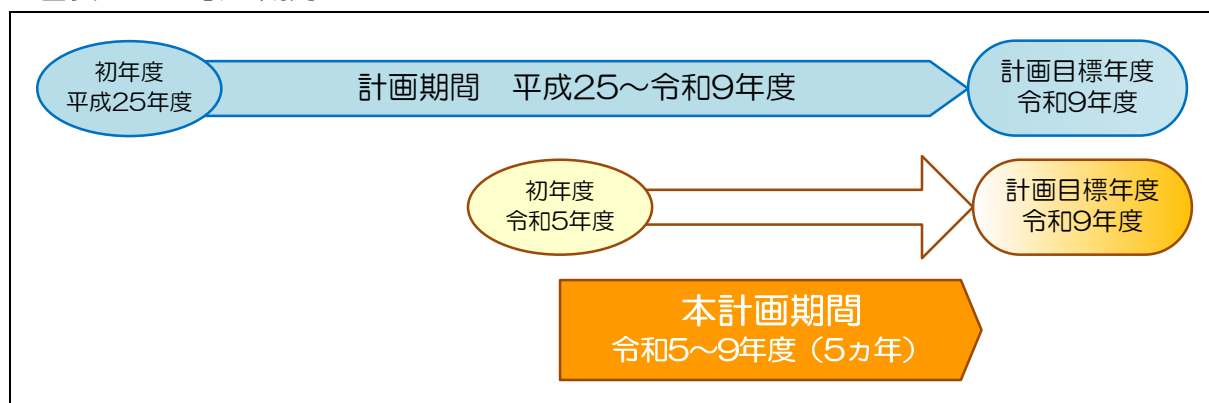 初年度
平成25年度
計画期間　平成25～令和9年度
計画目標年度
令和9年度
初年度
令和5年度
計画目標年度
令和9年度
本計画期間
令和5～9年度（5ヵ年）